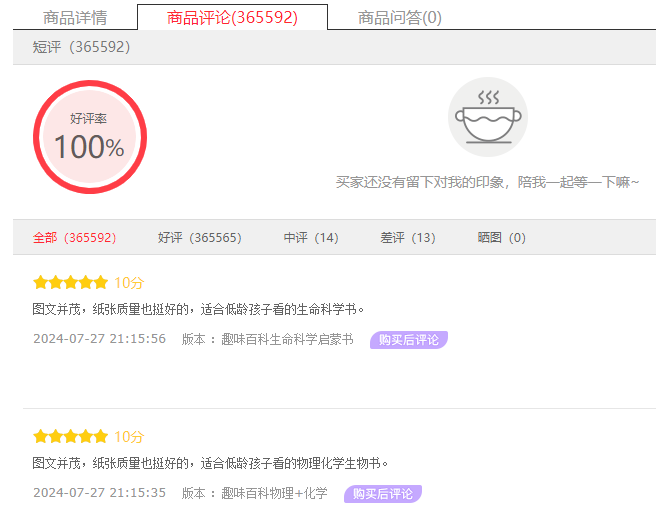 商品详情 商品评论(365592) 商品问答(0)
短评（365592）
好评率
100%
买家还没有留下对我的印象，陪我一起等一下嘛~
全部（365592） 好评（365565） 中评（14） 差评（13） 晒图（0）
10分
图文并茂，纸张质量也挺好的，适合低龄孩子看的生命科学书。
2024-07-27 21:15:56 版本：趣味百科生命科学启蒙书 购买后评论
10分
图文并茂，纸张质量也挺好的，适合低龄孩子看的物理化学生物书。
2024-07-27 21:15:35 版本：趣味百科物理+化学 购买后评论